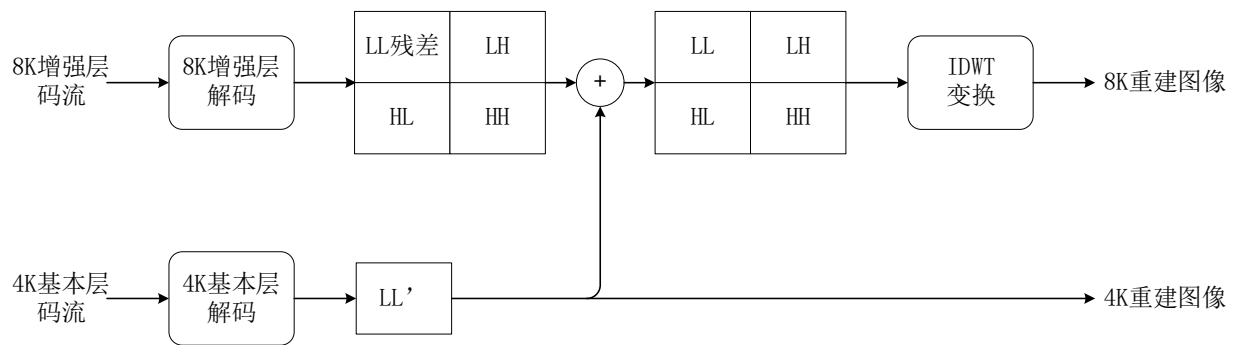 8K增强层
码流
8K增强层
解码
LL残差
LH
HL
HH
+
LL
LH
HL
HH
IDWT
变换
8K重建图像
4K基本层
码流
4K基本层
解码
LL’
4K重建图像